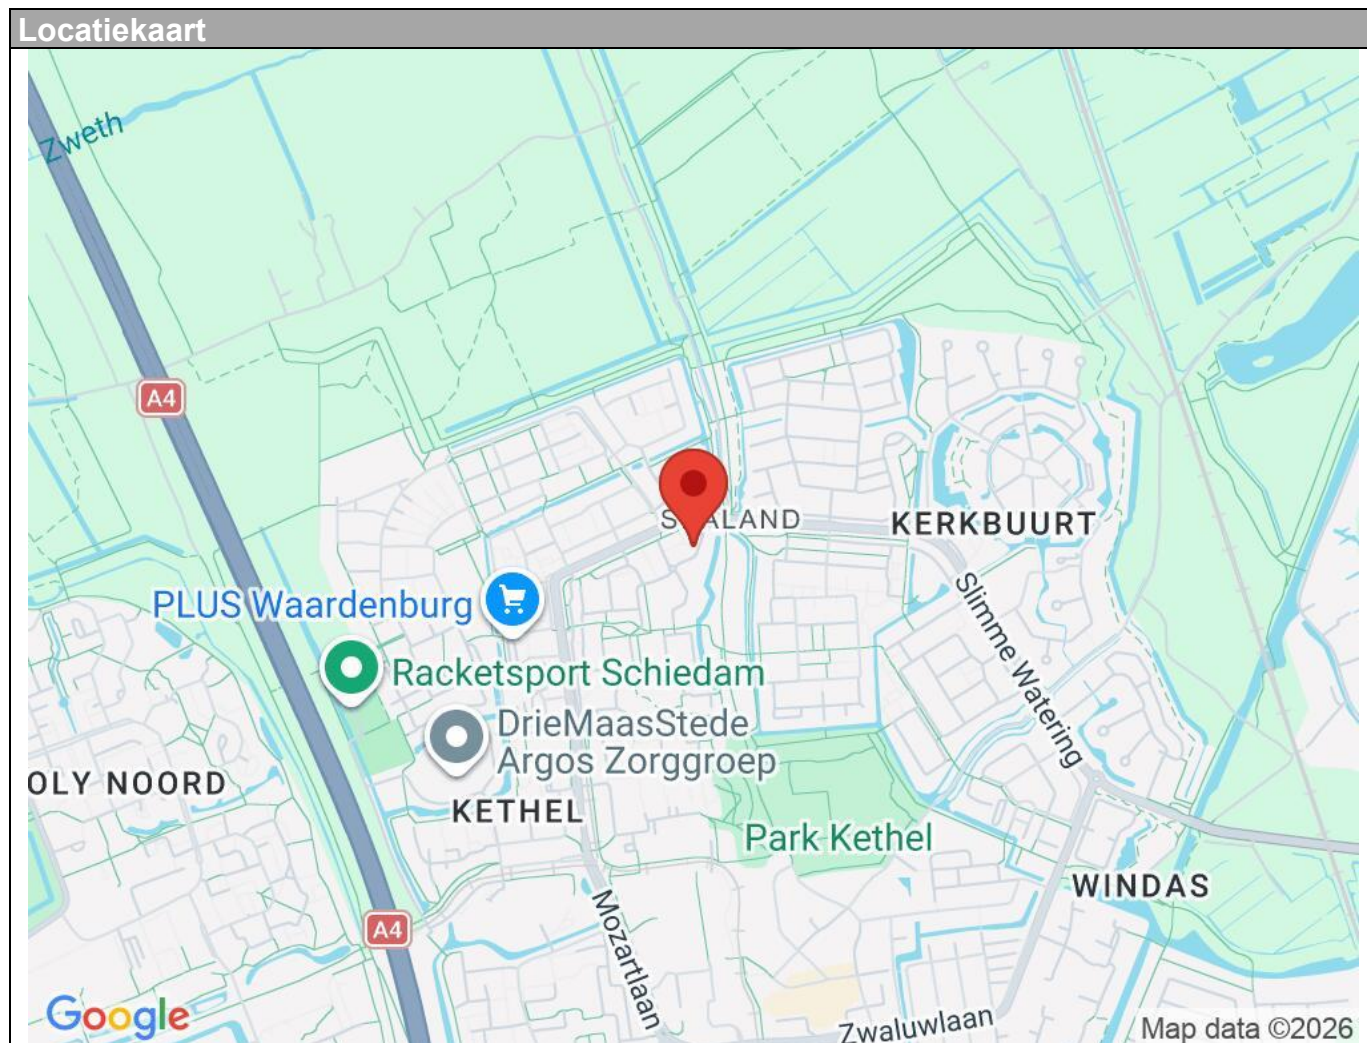 Locatiekaart
Zweth
A4
S ALAND
KERKBUURT
PLUS Waardenburg
Slimme Watering
Racketsport Schiedam
DrieMaasStede
Argos Zorggroep
OLY NOORD
KETHEL
Park Kethel
WINDAS
A4
Mozartlaan
Zwaluwlaan
Google
Map data ©2026